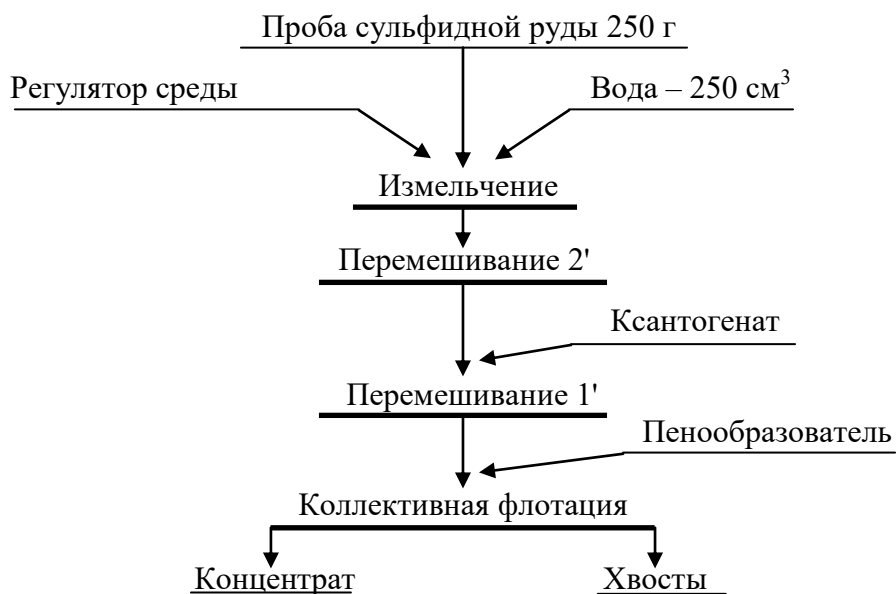 Проба сульфидной руды 250 г
Регулятор среды
Вода – 250 см³
Измельчение
Перемешивание 2'
Ксантогенат
Перемешивание 1'
Пенообразователь
Коллективная флотация
Концентрат
Хвосты